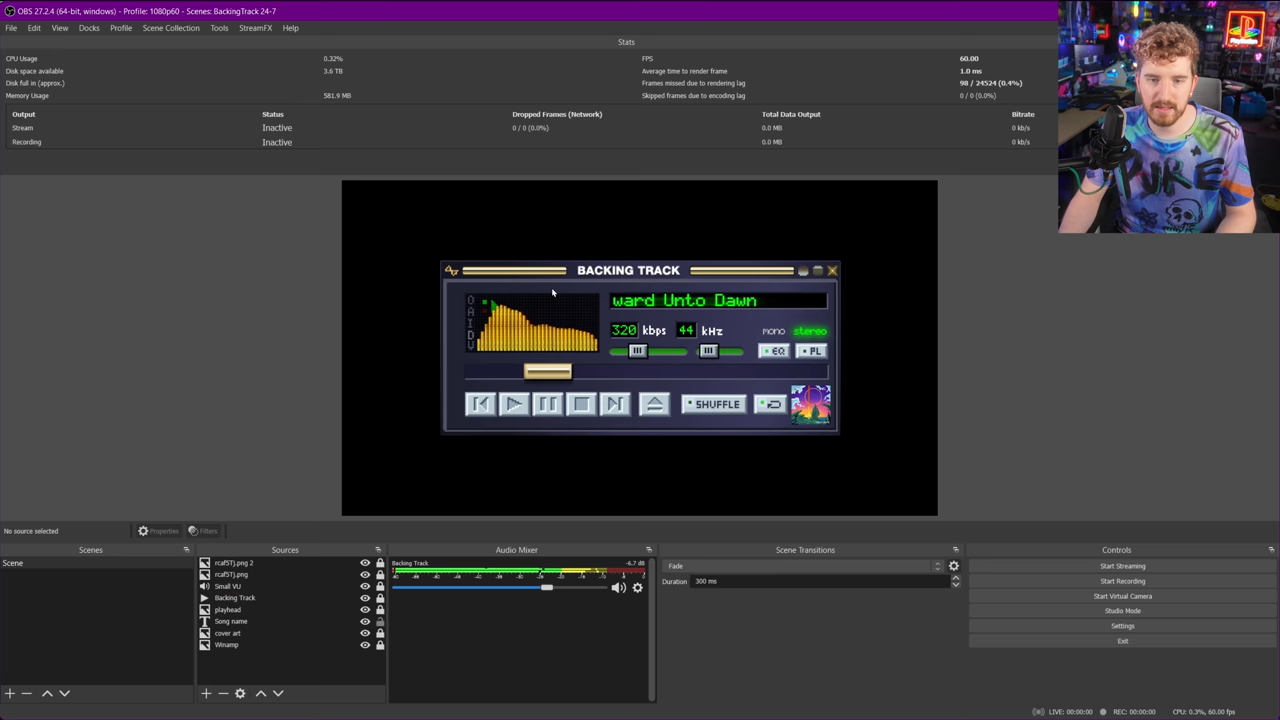 OBS 27.2.4 (64-bit, windows) - Profile: 1080p60 - Scenes: BackingTrack 24-7
File Edit View Docks Profile Scene Collection Tools StreamFX Help
Stats
CPU Usage 0.32%
Disk space available 3.6 TB
Disk full in (approx.)
Memory Usage 581.9 MB
FPS 60.00
Average time to render frame 1.0 ms
Frames missed due to rendering lag 98 / 24524 (0.4%)
Skipped frames due to encoding lag 0 / 0 (0.0%)
Output Status Dropped Frames (Network) Total Data Output Bitrate
Stream Inactive 0 / 0 (0.0%) 0.0 MB 0 kb/s
Recording Inactive 0.0 MB 0 kb/s
BACKING TRACK
O
A
I
D
V
ward Unto Dawn
320 kbps 44 kHz mono stereo
EQ PL
SHUFFLE
No source selected Properties Filters
Scenes
Scene
Sources
rcaf5TJ.png 2
rcaf5TJ.png
Small VU
Backing Track
playhead
Song name
cover art
Winamp
Audio Mixer
Backing Track -6.7 dB
Scene Transitions
Fade
Duration 300 ms
Controls
Start Streaming
Start Recording
Start Virtual Camera
Studio Mode
Settings
Exit
LIVE: 00:00:00 REC: 00:00:00 CPU: 0.3%, 60.00 fps